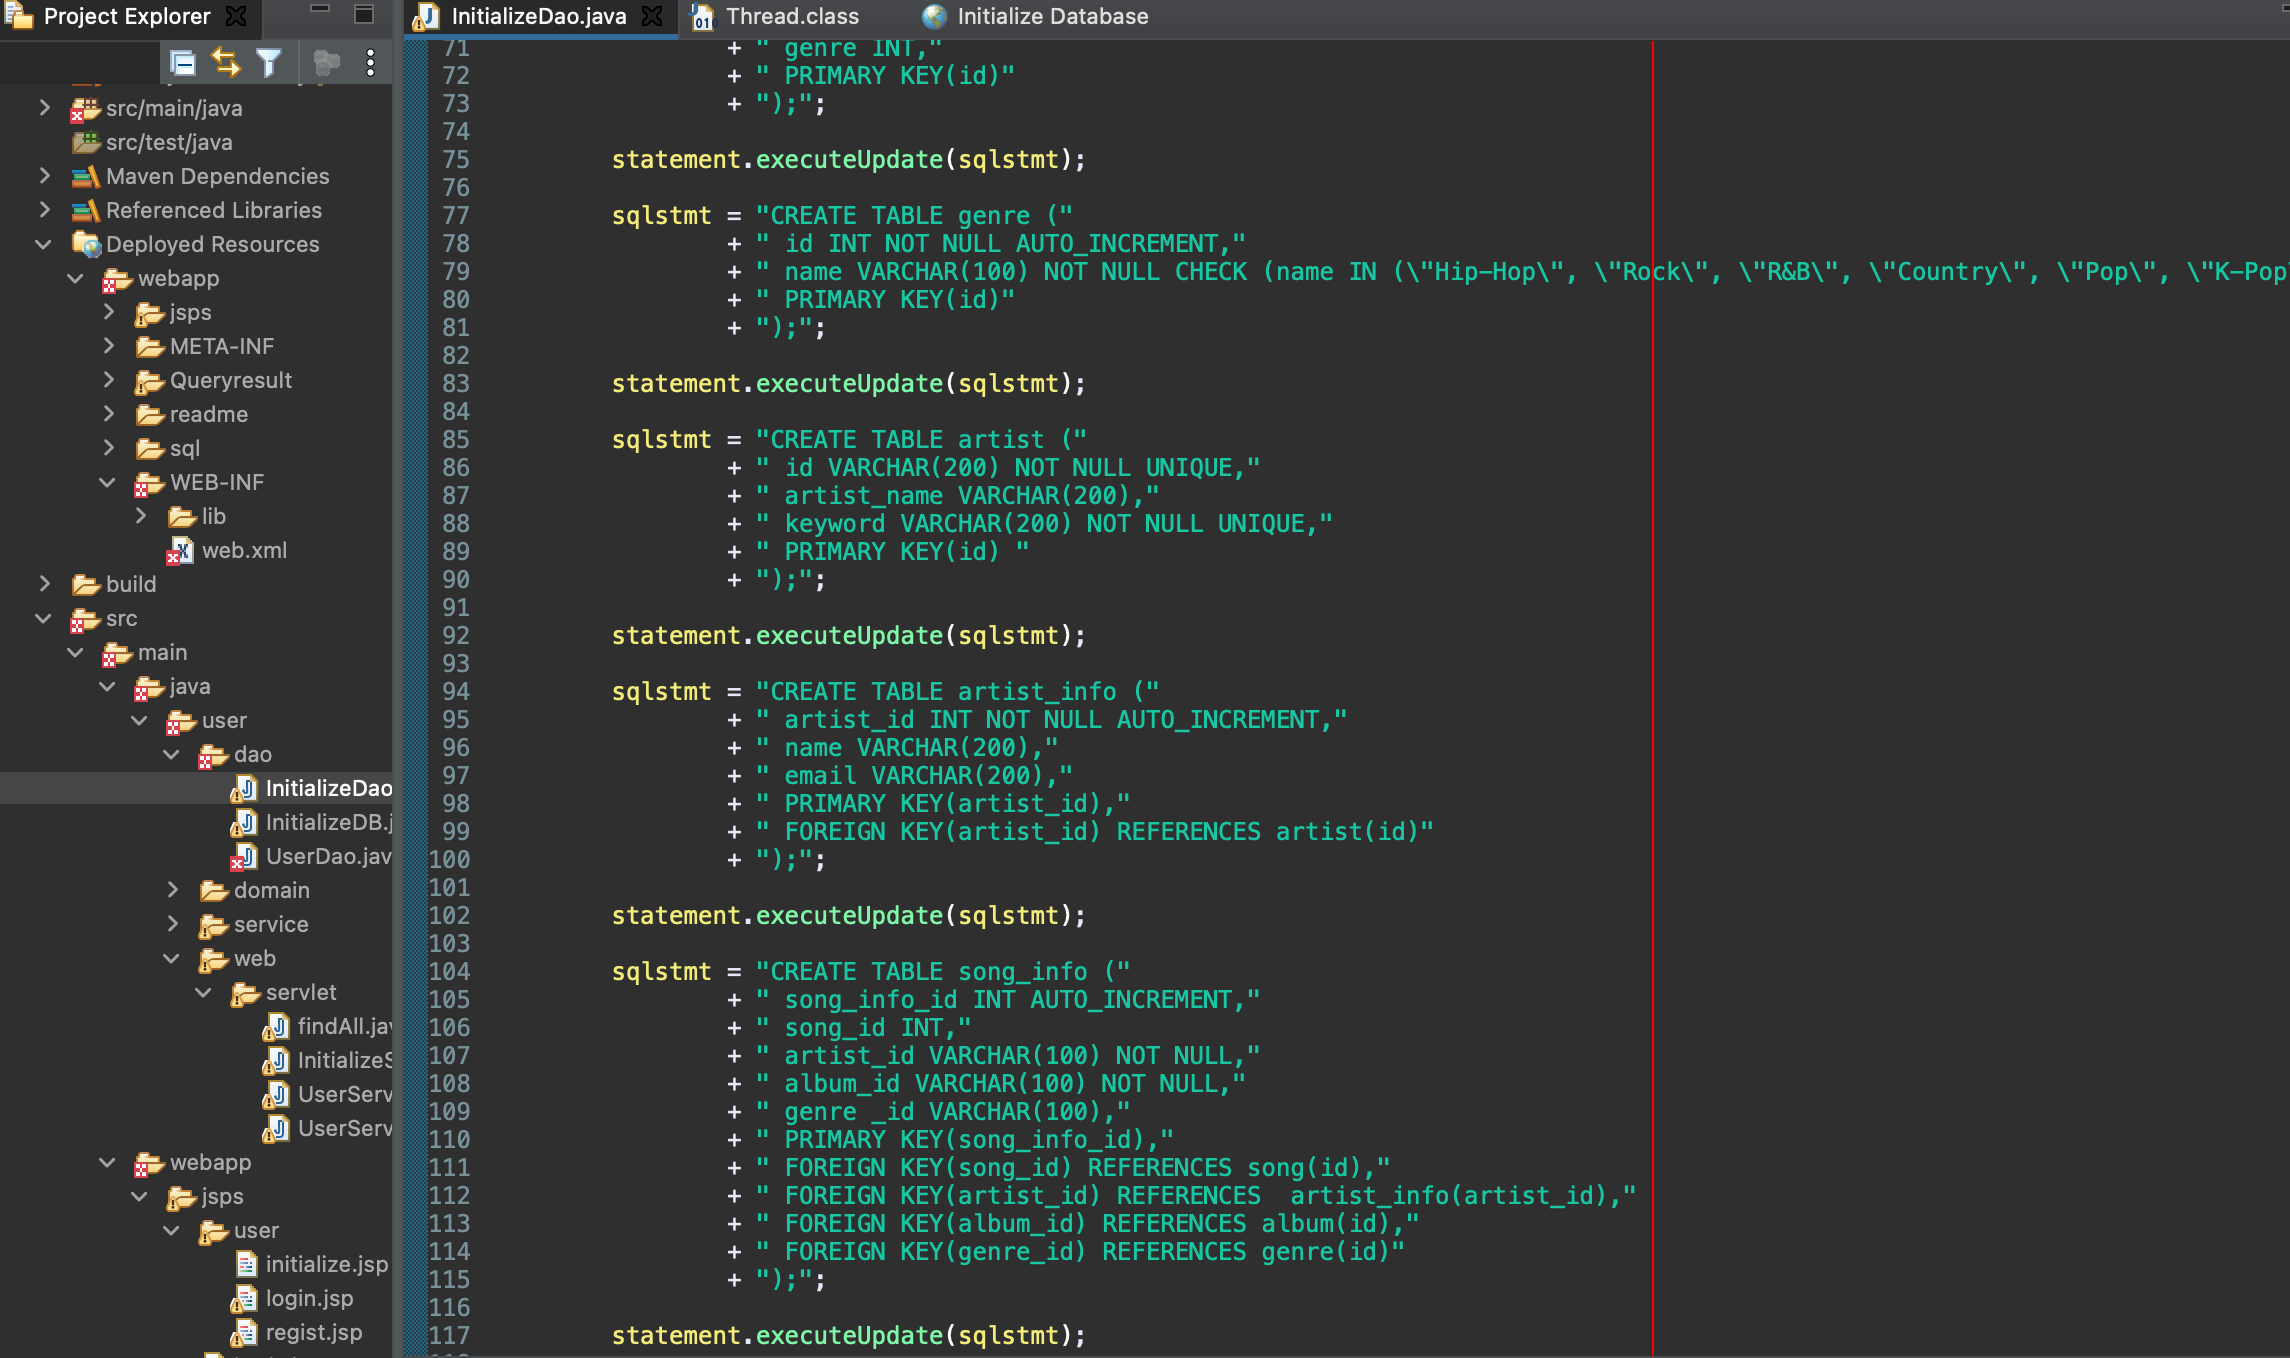 Project Explorer
src/main/java
src/test/java
Maven Dependencies
Referenced Libraries
Deployed Resources
webapp
jsps
META-INF
Queryresult
readme
sql
WEB-INF
lib
web.xml
build
src
main
java
user
dao
InitializeDao
InitializeDB.j
UserDao.jav
domain
service
web
servlet
findAll.jav
InitializeS
UserServ
UserServ
webapp
jsps
user
initialize.jsp
login.jsp
regist.jsp
InitializeDao.java Thread.class Initialize Database
71 + " genre INT,"
72 + " PRIMARY KEY(id)"
73 + ");";
74
75 statement.executeUpdate(sqlstmt);
76
77 sqlstmt = "CREATE TABLE genre ("
78 + " id INT NOT NULL AUTO_INCREMENT,"
79 + " name VARCHAR(100) NOT NULL CHECK (name IN (\"Hip-Hop\", \"Rock\", \"R&B\", \"Country\", \"Pop\", \"K-Pop\
80 + " PRIMARY KEY(id)"
81 + ");";
82
83 statement.executeUpdate(sqlstmt);
84
85 sqlstmt = "CREATE TABLE artist ("
86 + " id VARCHAR(200) NOT NULL UNIQUE,"
87 + " artist_name VARCHAR(200),"
88 + " keyword VARCHAR(200) NOT NULL UNIQUE,"
89 + " PRIMARY KEY(id) "
90 + ");";
91
92 statement.executeUpdate(sqlstmt);
93
94 sqlstmt = "CREATE TABLE artist_info ("
95 + " artist_id INT NOT NULL AUTO_INCREMENT,"
96 + " name VARCHAR(200),"
97 + " email VARCHAR(200),"
98 + " PRIMARY KEY(artist_id),"
99 + " FOREIGN KEY(artist_id) REFERENCES artist(id)"
100 + ");";
101
102 statement.executeUpdate(sqlstmt);
103
104 sqlstmt = "CREATE TABLE song_info ("
105 + " song_info_id INT AUTO_INCREMENT,"
106 + " song_id INT,"
107 + " artist_id VARCHAR(100) NOT NULL,"
108 + " album_id VARCHAR(100) NOT NULL,"
109 + " genre _id VARCHAR(100),"
110 + " PRIMARY KEY(song_info_id),"
111 + " FOREIGN KEY(song_id) REFERENCES song(id),"
112 + " FOREIGN KEY(artist_id) REFERENCES  artist_info(artist_id),"
113 + " FOREIGN KEY(album_id) REFERENCES album(id),"
114 + " FOREIGN KEY(genre_id) REFERENCES genre(id)"
115 + ");";
116
117 statement.executeUpdate(sqlstmt);